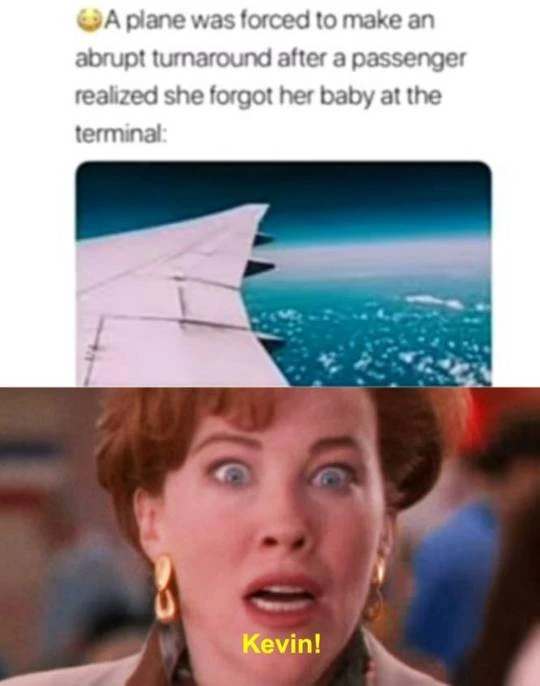 😳A plane was forced to make an
abrupt turnaround after a passenger
realized she forgot her baby at the
terminal:
Kevin!